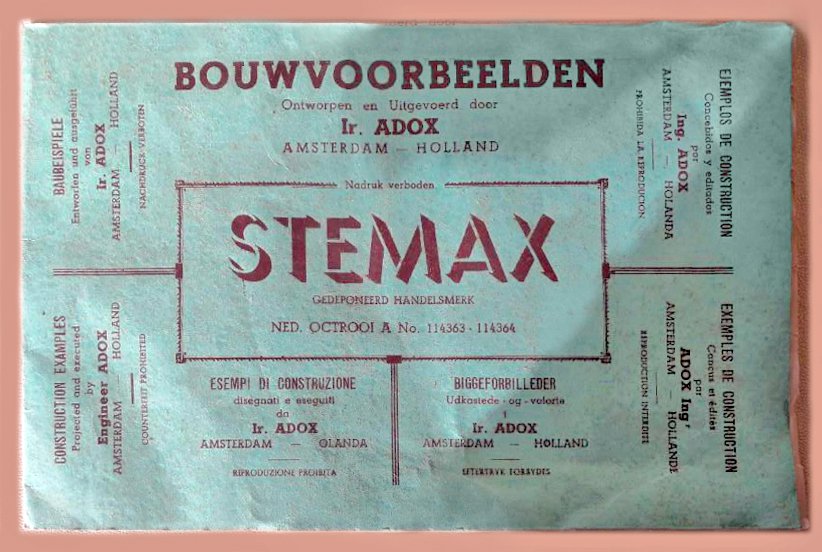 BOUWVOORBEELDEN
Ontworpen en Uitgevoerd door
Ir. ADOX
AMSTERDAM — HOLLAND
Nadruk verboden
STEMAX
GEDEPONEERD HANDELSMERK
NED. OCTROOI A No. 114363 - 114364
BAUBEISPIELE
Entworfen und ausgeführt
von
Ir. ADOX
AMSTERDAM — HOLLAND
NACHDRUCK VERBOTEN
CONSTRUCTION EXAMPLES
Projected and executed
by
Engineer ADOX
AMSTERDAM — HOLLAND
COUNTERFEIT PROHIBITED
ESEMPI DI CONSTRUZIONE
disegnati e eseguiti
da
Ir. ADOX
AMSTERDAM — OLANDA
RIPRODUZIONE PROIBITA
BIGGEFORBILLEDER
Udkastede - og - valorte
i
Ir. ADOX
AMSTERDAM — HOLLAND
EFTERTRYK FORBYDES
EJEMPLOS DE CONSTRUCTION
Concebidos y editados
por
Ing. ADOX
AMSTERDAM — HOLANDA
PROHIBIDA LA REPRODUCION
EXEMPLES DE CONSTRUCTION
Concus et édités
par
ADOX Ingʳ
AMSTERDAM — HOLLANDE
REPRODUCTION INTERDITE